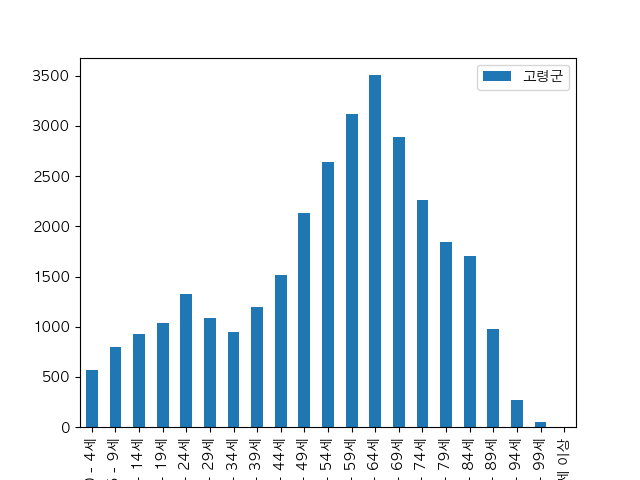 고령군
3500
3000
2500
2000
1500
1000
500
0
0 - 4세
5 - 9세
- 14세
- 19세
- 24세
- 29세
- 34세
- 39세
- 44세
- 49세
- 54세
- 59세
- 64세
- 69세
- 74세
- 79세
- 84세
- 89세
- 94세
- 99세
세 이상